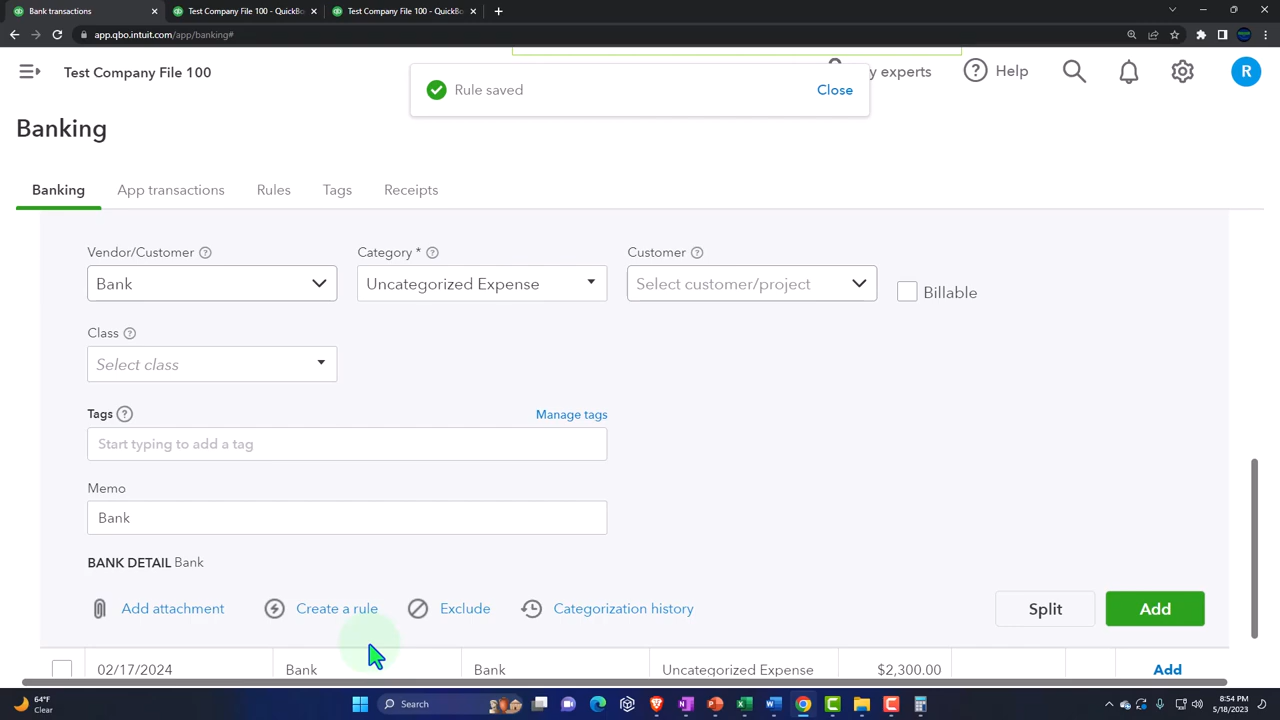 Bank transactions
Test Company File 100 - QuickBo
Test Company File 100 - QuickBo
app.qbo.intuit.com/app/banking#
Test Company File 100
y experts
Help
R
Rule saved
Close
Banking
Banking
App transactions
Rules
Tags
Receipts
Vendor/Customer
Category *
Customer
Bank
Uncategorized Expense
Select customer/project
Billable
Class
Select class
Tags
Manage tags
Start typing to add a tag
Memo
Bank
BANK DETAIL Bank
Add attachment
Create a rule
Exclude
Categorization history
Split
Add
02/17/2024
Bank
Bank
Uncategorized Expense
$2,300.00
Add
64°F
Clear
Search
8:54 PM
5/18/2023